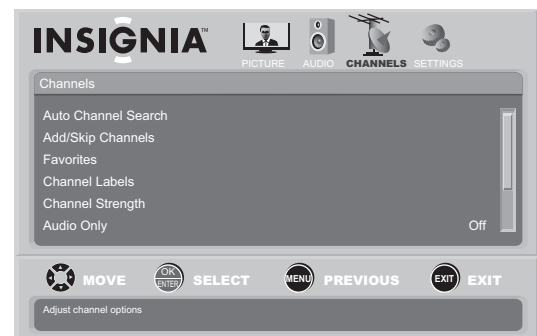 INSIGNIA™
PICTURE AUDIO CHANNELS SETTINGS
Channels
Auto Channel Search
Add/Skip Channels
Favorites
Channel Labels
Channel Strength
Audio Only Off
MOVE OK ENTER SELECT MENU PREVIOUS EXIT EXIT
Adjust channel options